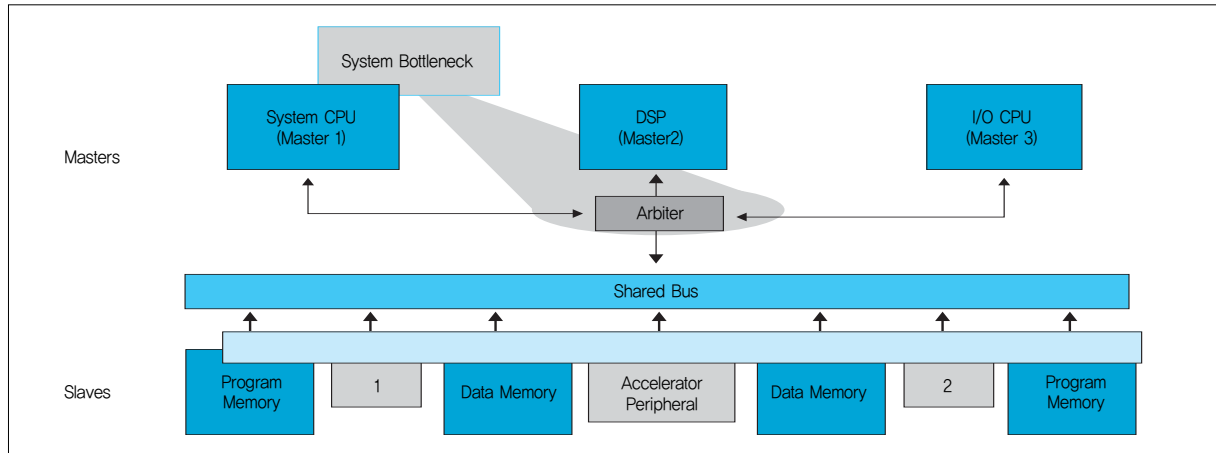 System Bottleneck
System CPU
(Master 1)
DSP
(Master2)
I/O CPU
(Master 3)
Masters
Arbiter
Shared Bus
Slaves
Program
Memory
1
Data Memory
Accelerator
Peripheral
Data Memory
2
Program
Memory